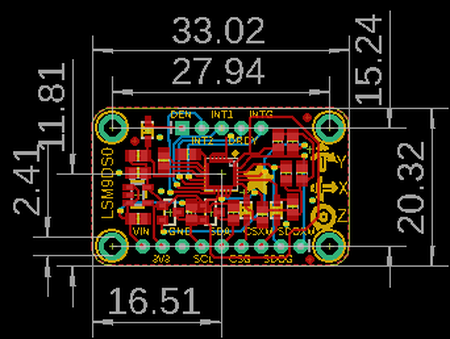 33.02
27.94
15.24
11.81
2.41
20.32
16.51
DEN INT1 INTG
INT2 DRDY
LSM9DS0
Y
X
Z
VIN GND SDA CSXM SDOXM
3V3 SCL CSG SDOG